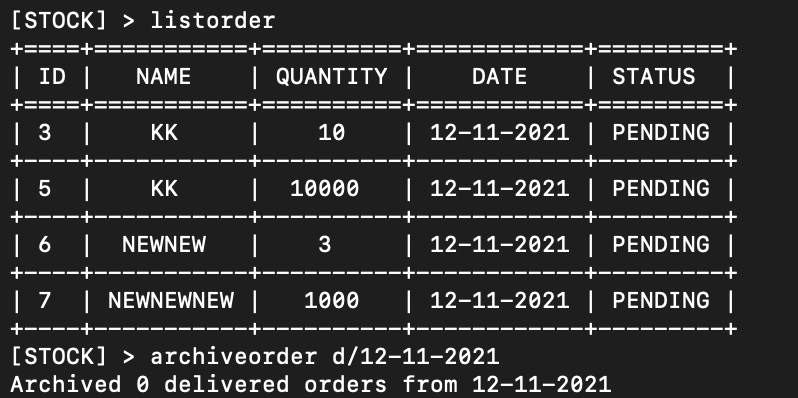 [STOCK] > listorder
+====+===========+==========+============+=========+
| ID |   NAME    | QUANTITY |    DATE    | STATUS  |
+====+===========+==========+============+=========+
| 3  |    KK     |    10    | 12-11-2021 | PENDING |
+----+-----------+----------+------------+---------+
| 5  |    KK     |  10000   | 12-11-2021 | PENDING |
+----+-----------+----------+------------+---------+
| 6  |  NEWNEW   |    3     | 12-11-2021 | PENDING |
+----+-----------+----------+------------+---------+
| 7  | NEWNEWNEW |   1000   | 12-11-2021 | PENDING |
+----+-----------+----------+------------+---------+
[STOCK] > archiveorder d/12-11-2021
Archived 0 delivered orders from 12-11-2021